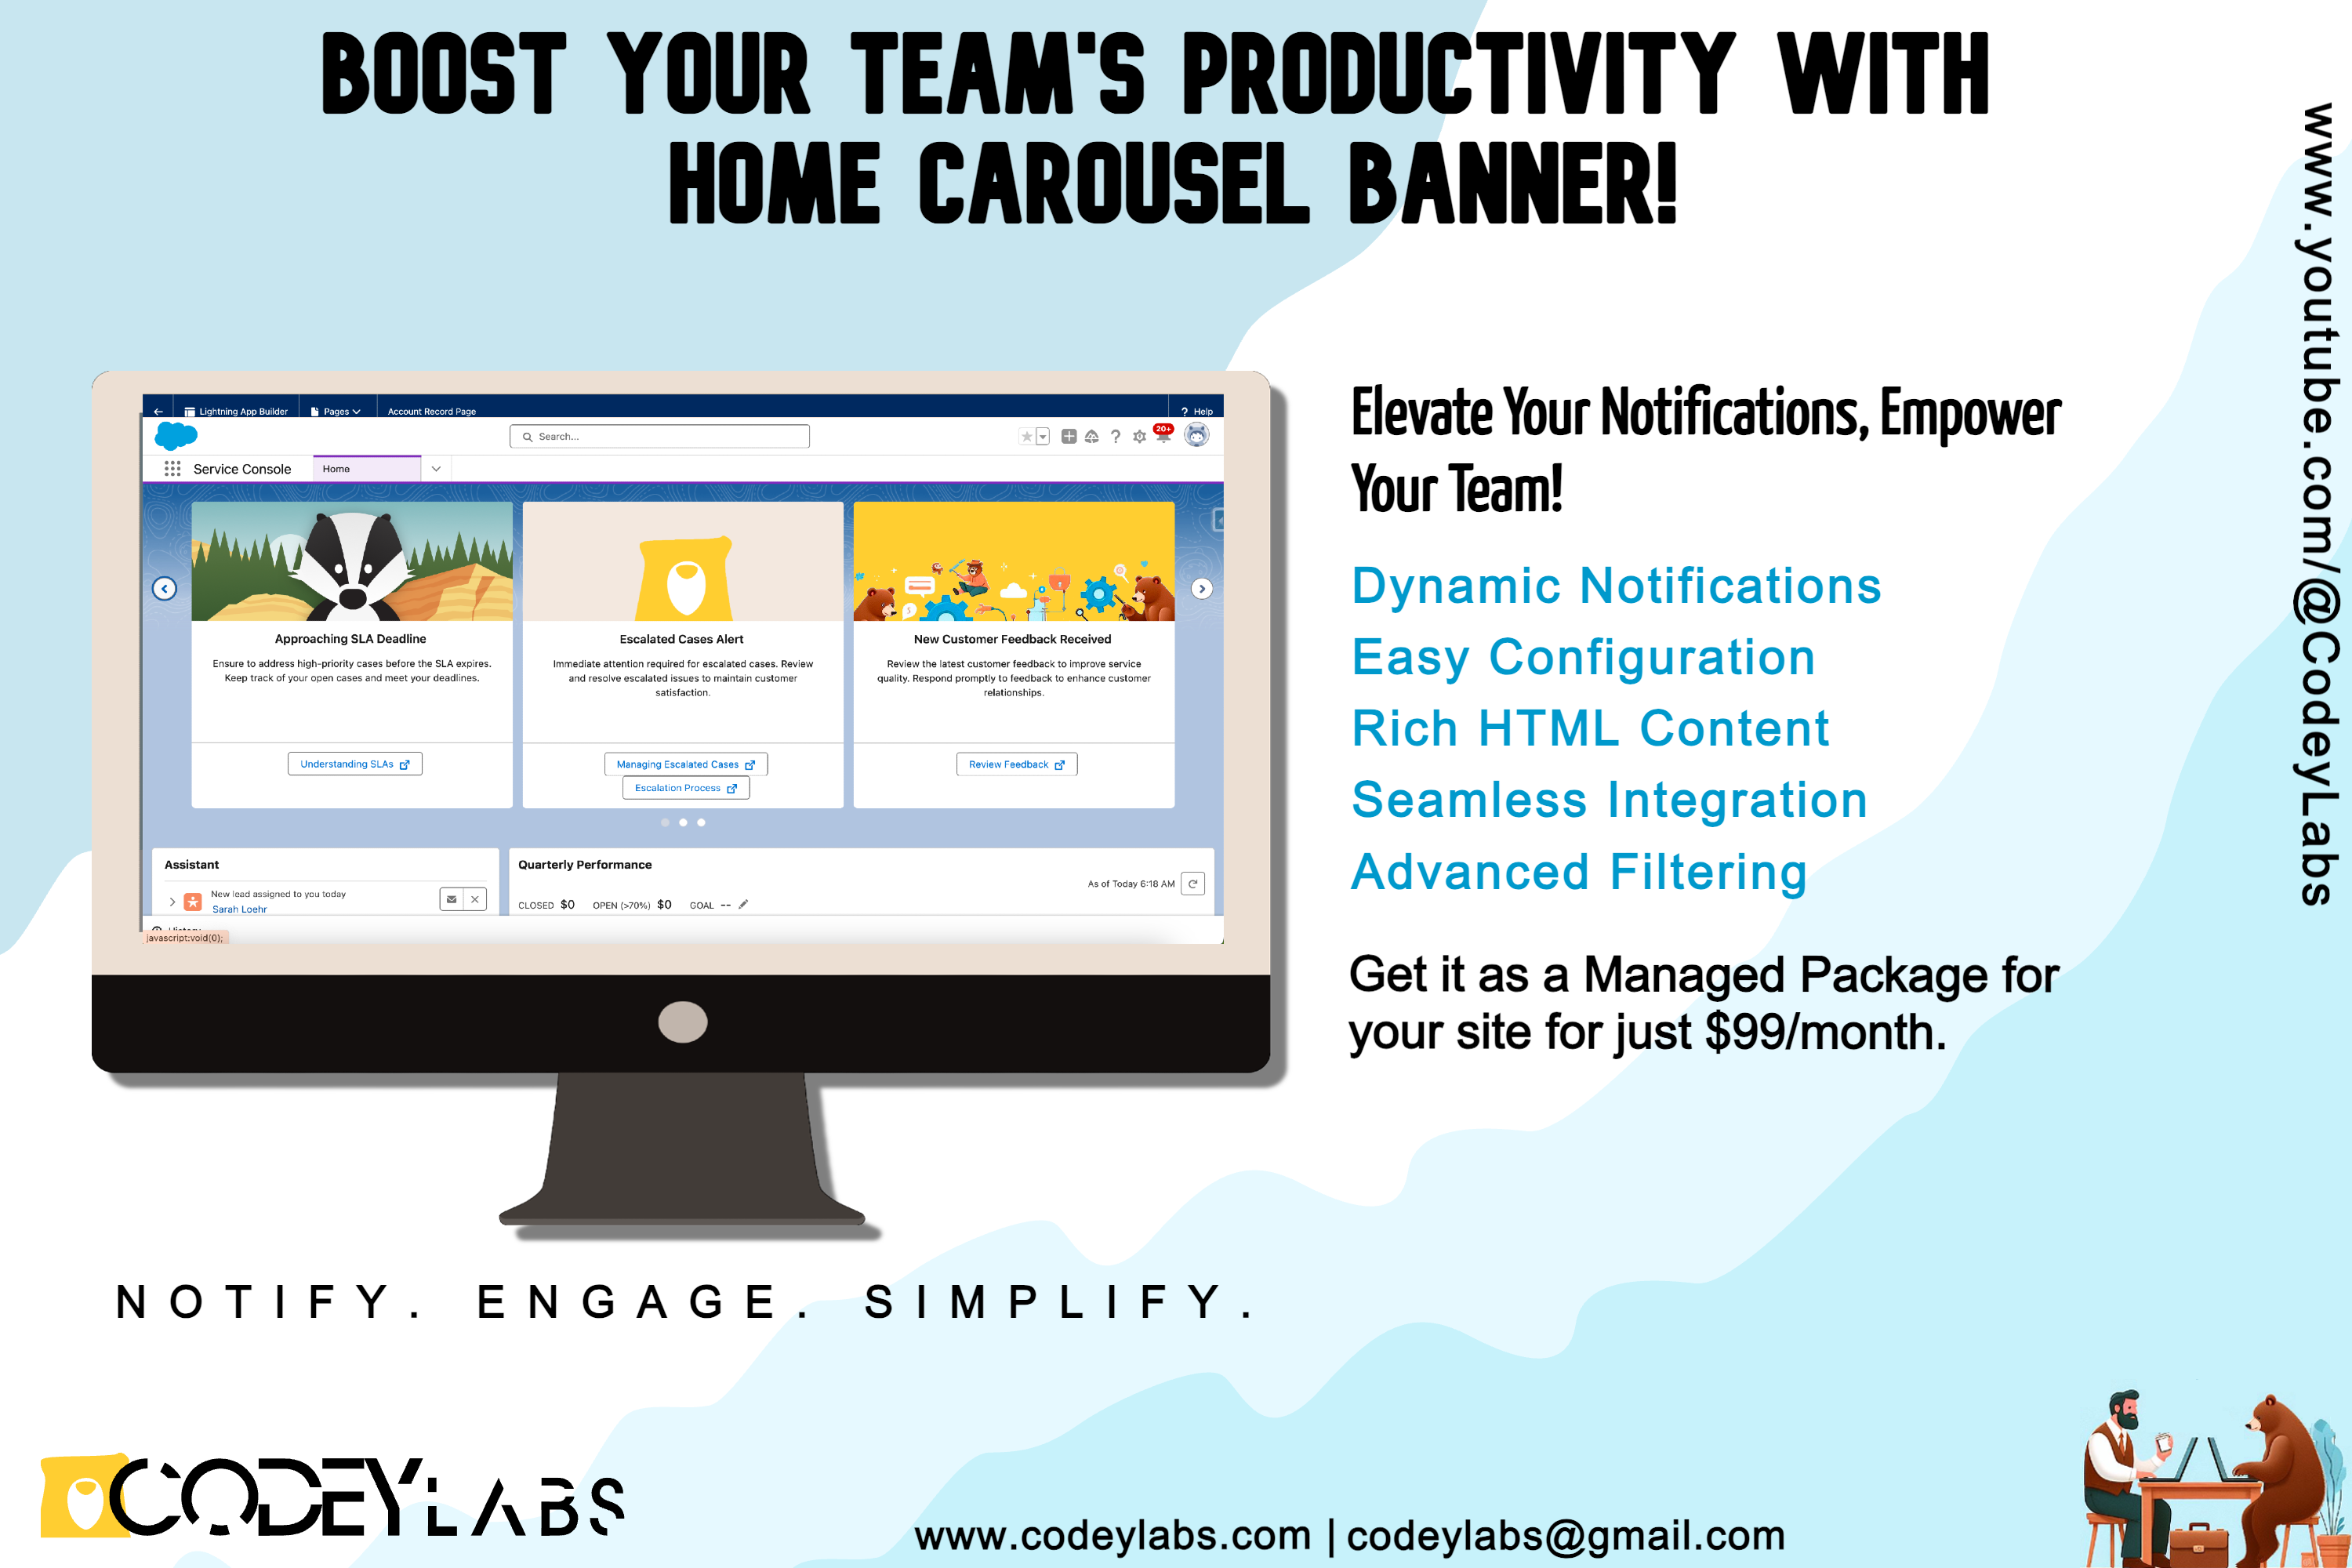 BOOST YOUR TEAM'S PRODUCTIVITY WITH
HOME CAROUSEL BANNER!
www.youtube.com/@CodeyLabs
Lightning App Builder
Pages
Account Record Page
? Help
Search...
20+
Service Console
Home
Approaching SLA Deadline
Ensure to address high-priority cases before the SLA expires.
Keep track of your open cases and meet your deadlines.
Understanding SLAs
Escalated Cases Alert
Immediate attention required for escalated cases. Review
and resolve escalated issues to maintain customer
satisfaction.
Managing Escalated Cases
Escalation Process
New Customer Feedback Received
Review the latest customer feedback to improve service
quality. Respond promptly to feedback to enhance customer
relationships.
Review Feedback
Assistant
New lead assigned to you today
Sarah Loehr
Quarterly Performance
As of Today 6:18 AM
CLOSED $0 OPEN (>70%) $0 GOAL --
History
javascript:void(0);
Elevate Your Notifications, Empower
Your Team!
Dynamic Notifications
Easy Configuration
Rich HTML Content
Seamless Integration
Advanced Filtering
Get it as a Managed Package for
your site for just $99/month.
NOTIFY. ENGAGE. SIMPLIFY.
CODEYLABS
www.codeylabs.com | codeylabs@gmail.com